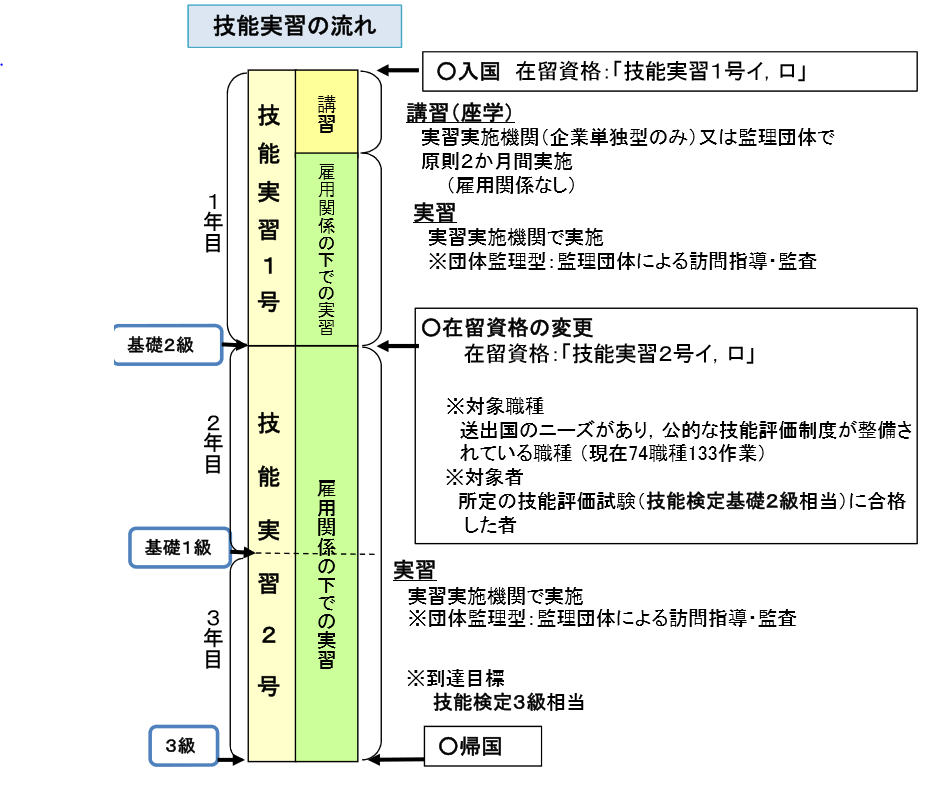 技能実習の流れ
○入国　在留資格：「技能実習１号イ，ロ」
講習（座学）
実習実施機関（企業単独型のみ）又は監理団体で
原則２か月間実施
（雇用関係なし）
実習
実習実施機関で実施
※団体監理型：監理団体による訪問指導・監査
１年目
技能実習１号
講習
雇用関係の下での実習
基礎２級
○在留資格の変更
在留資格：「技能実習２号イ，ロ」
※対象職種
送出国のニーズがあり，公的な技能評価制度が整備さ
れている職種（現在74職種133作業）
※対象者
所定の技能評価試験（技能検定基礎２級相当）に合格
した者
２年目
技能実習２号
雇用関係の下での実習
基礎１級
３年目
実習
実習実施機関で実施
※団体監理型：監理団体による訪問指導・監査
※到達目標
技能検定３級相当
３級
○帰国